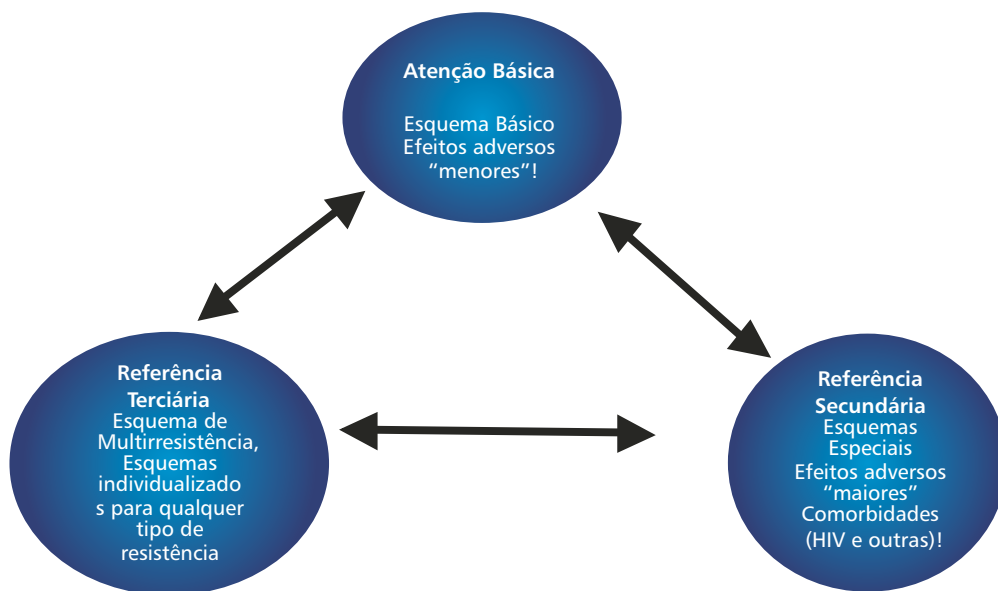 Atenção Básica
Esquema Básico
Efeitos adversos
“menores”!
Referência
Terciária
Esquema de
Multirresistência,
Esquemas
individualizado
s para qualquer
tipo de
resistência
Referência
Secundária
Esquemas
Especiais
Efeitos adversos
“maiores”
Comorbidades
(HIV e outras)!